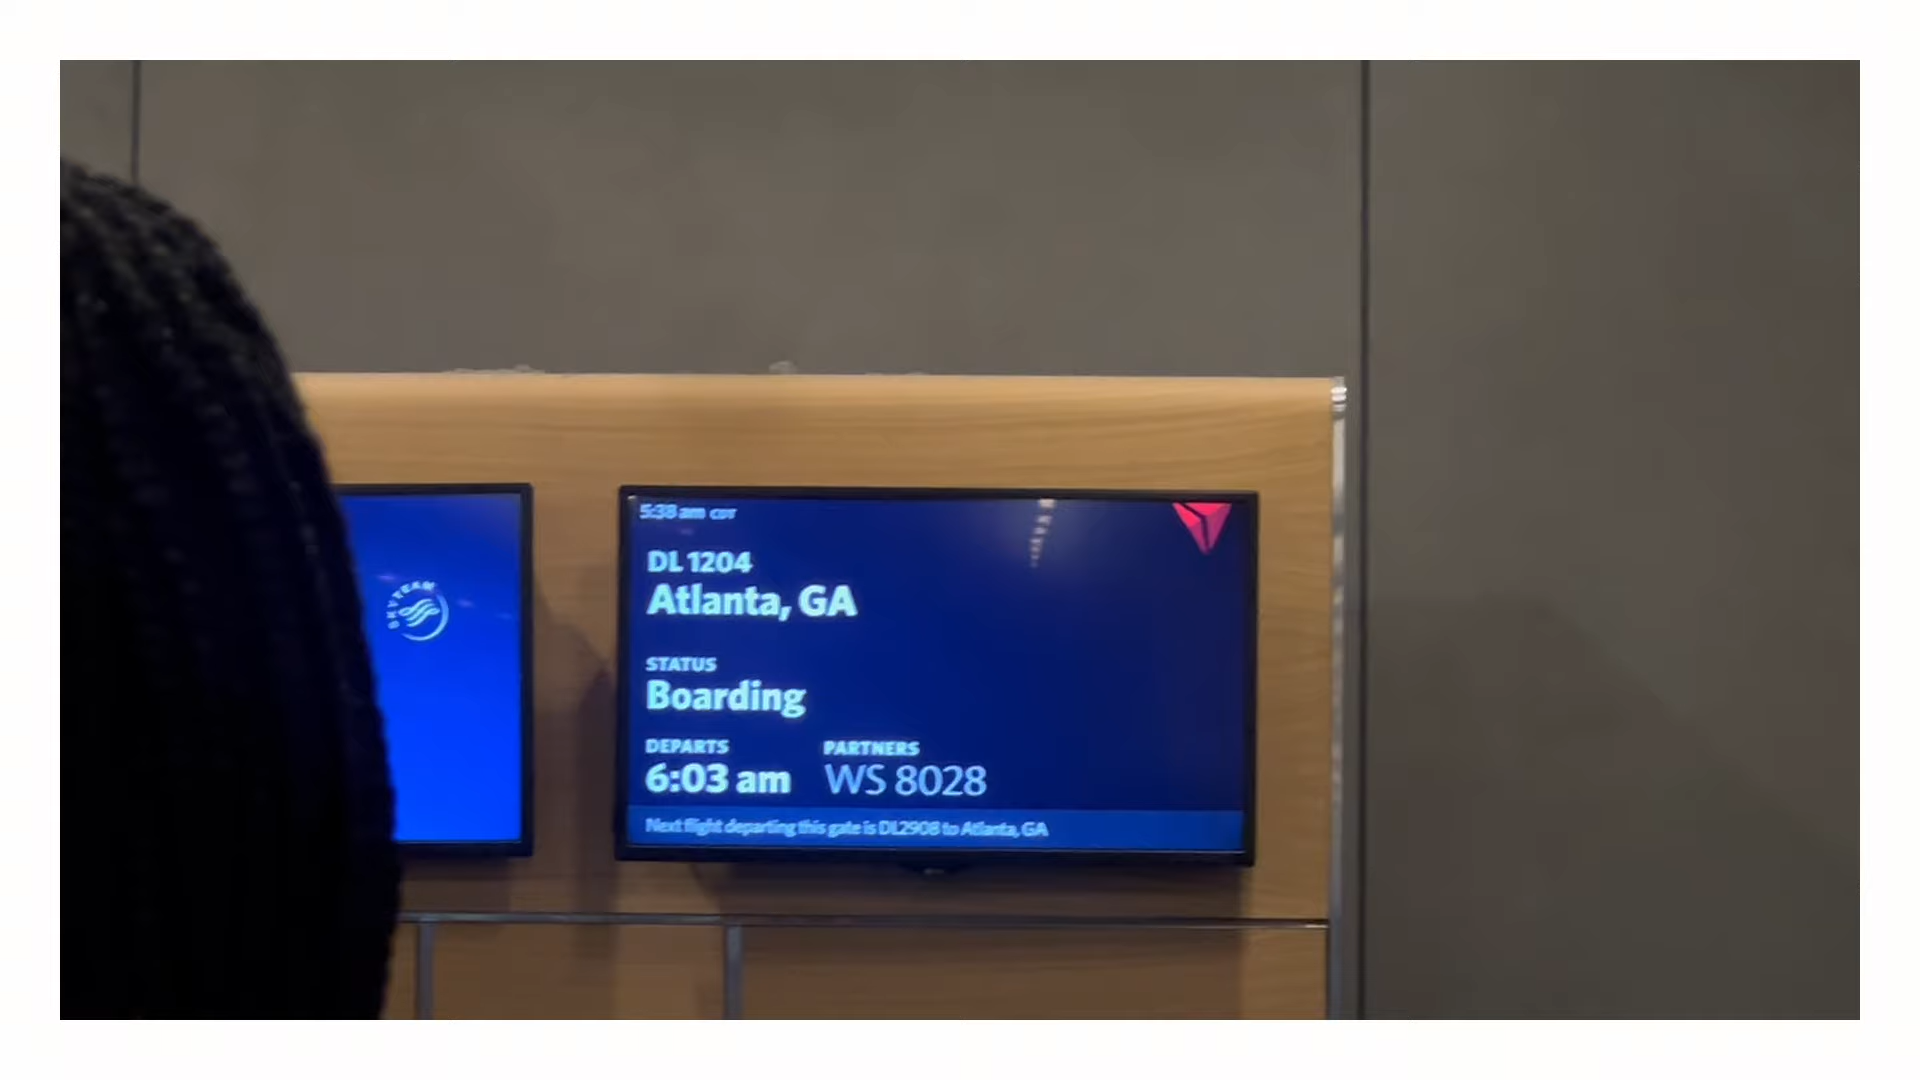 SKYTEAM
5:38 am CDT
DL 1204
Atlanta, GA
STATUS
Boarding
DEPARTS
PARTNERS
6:03 am
WS 8028
Next flight departing this gate is DL2908 to Atlanta, GA